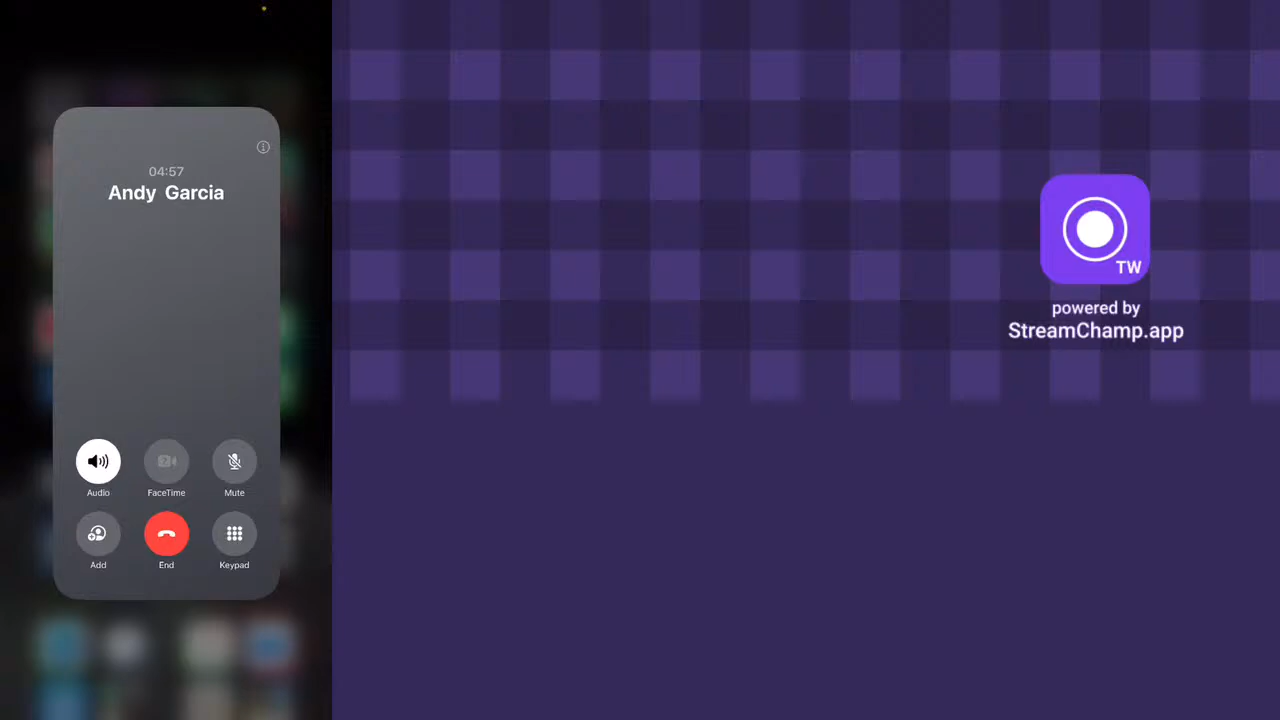 04:57
Andy Garcia
Audio
FaceTime
Mute
Add
End
Keypad
TW
powered by
StreamChamp.app